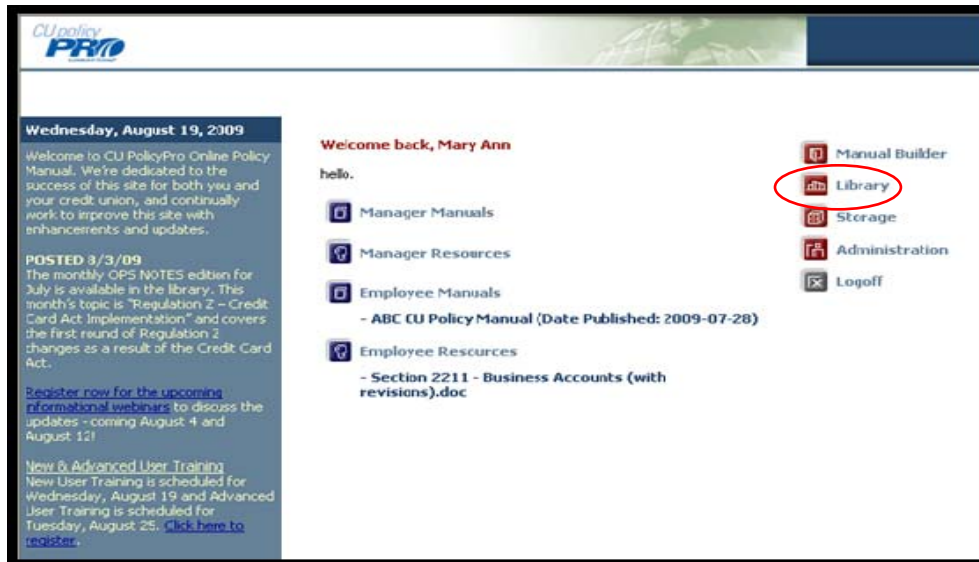 CU policy
PRO
Wednesday, August 19, 2009
Welcome to CU PolicyPro Online Policy
Manual. We're dedicated to the
success of this site for both you and
your credit union, and continually
work to improve this site with
enhancements and updates.
POSTED 8/3/09
The monthly OPS NOTES edition for
July is available in the library. This
month's topic is "Regulation Z – Credit
Card Act Implementation" and covers
the first round of Regulation Z
changes as a result of the Credit Card
Act.
Register now for the upcoming
informational webinars to discuss the
updates - coming August 4 and
August 12!
New & Advanced User Training
New User Training is scheduled for
Wednesday, August 19 and Advanced
User Training is scheduled for
Tuesday, August 25. Click here to
register.
Welcome back, Mary Ann
hello.
Manager Manuals
Manager Resources
Employee Manuals
- ABC CU Policy Manual (Date Published: 2009-07-28)
Employee Resources
- Section 2211 - Business Accounts (with
revisions).doc
Manual Builder
Library
Storage
Administration
Logoff